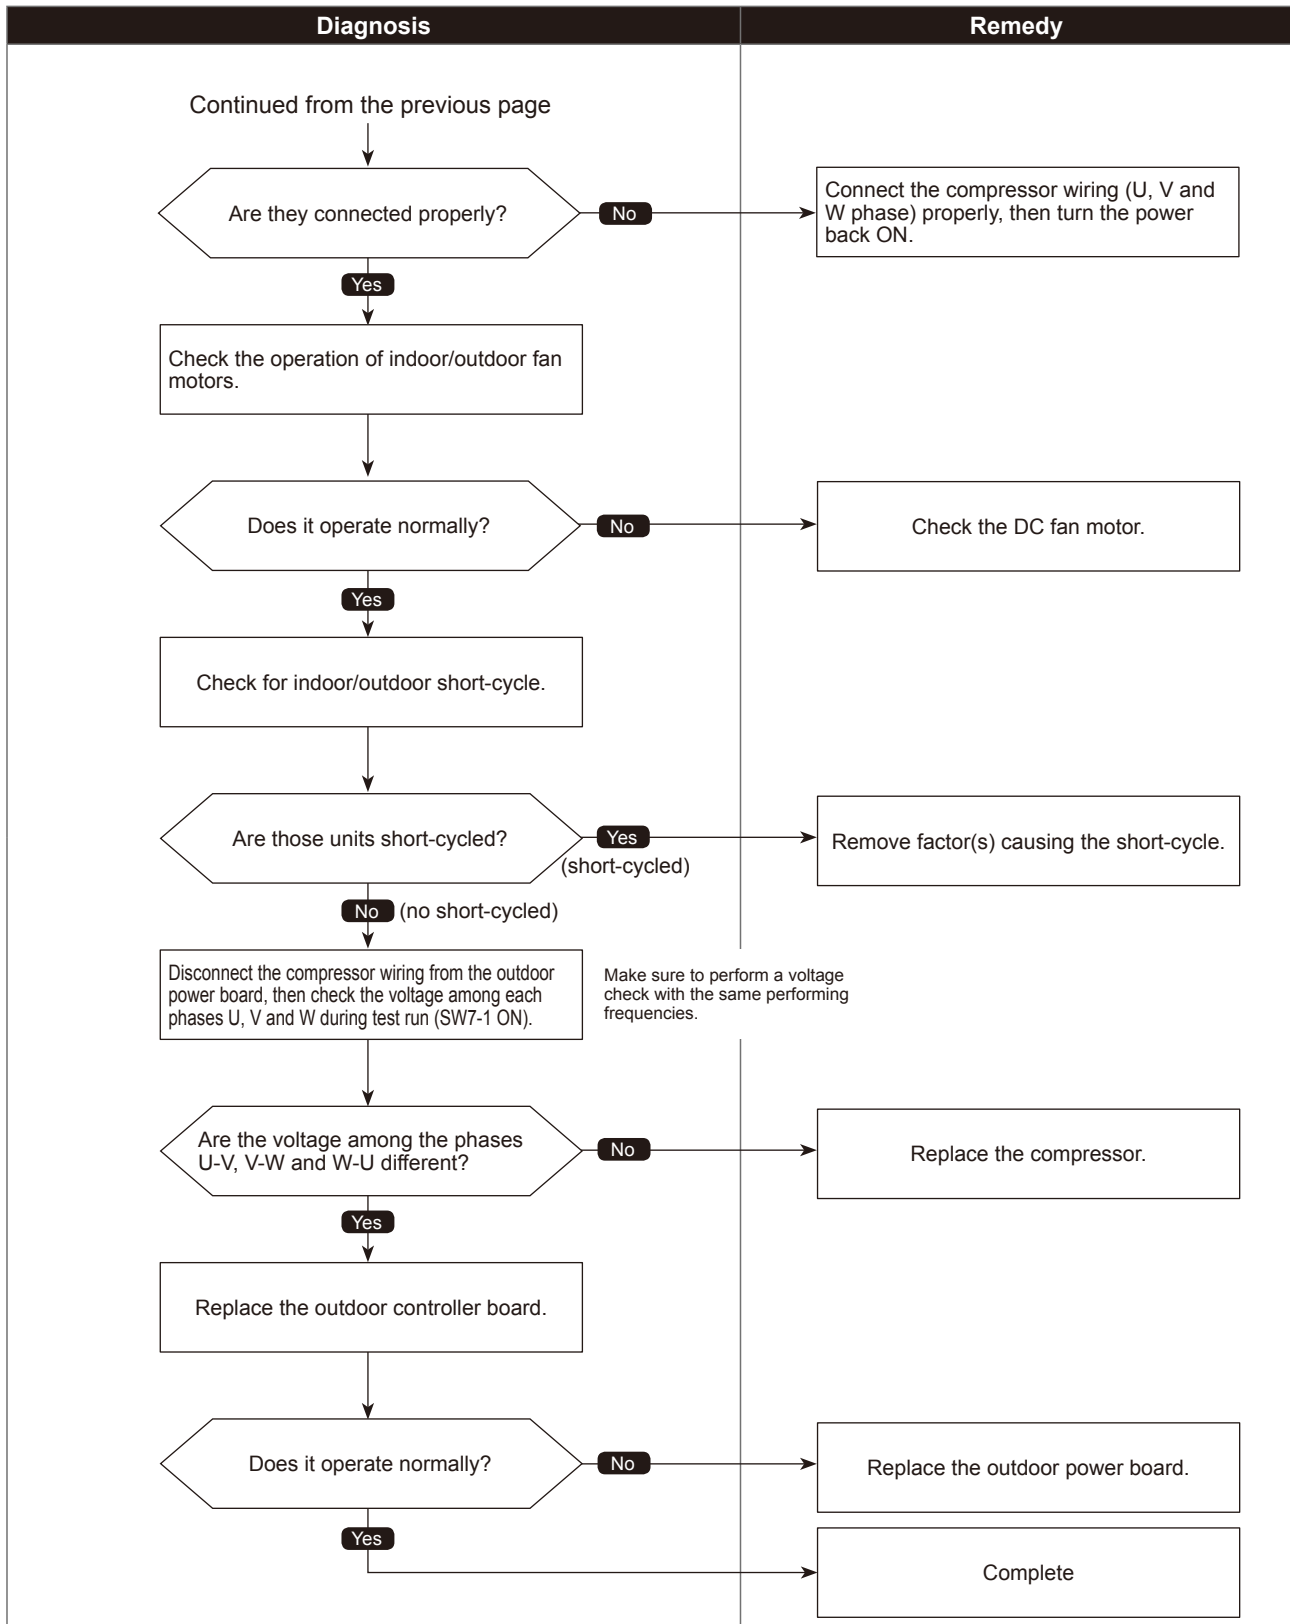 Diagnosis
Remedy
Continued from the previous page
Are they connected properly?
No
Connect the compressor wiring (U, V and
W phase) properly, then turn the power
back ON.
Yes
Check the operation of indoor/outdoor fan
motors.
Does it operate normally?
No
Check the DC fan motor.
Yes
Check for indoor/outdoor short-cycle.
Are those units short-cycled?
Yes
(short-cycled)
Remove factor(s) causing the short-cycle.
No (no short-cycled)
Disconnect the compressor wiring from the outdoor
power board, then check the voltage among each
phases U, V and W during test run (SW7-1 ON).
Make sure to perform a voltage
check with the same performing
frequencies.
Are the voltage among the phases
U-V, V-W and W-U different?
No
Replace the compressor.
Yes
Replace the outdoor controller board.
Does it operate normally?
No
Replace the outdoor power board.
Yes
Complete